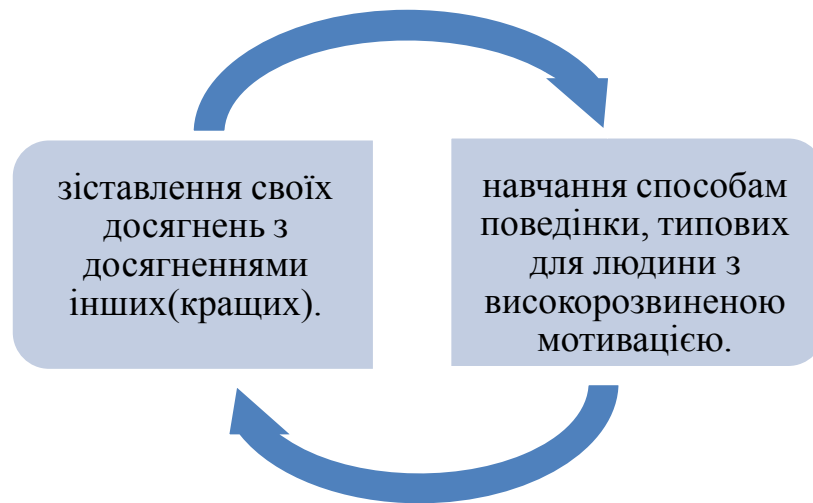 зіставлення своїх
досягнень з
досягненнями
інших(кращих).
навчання способам
поведінки, типових
для людини з
високорозвиненою
мотивацією.